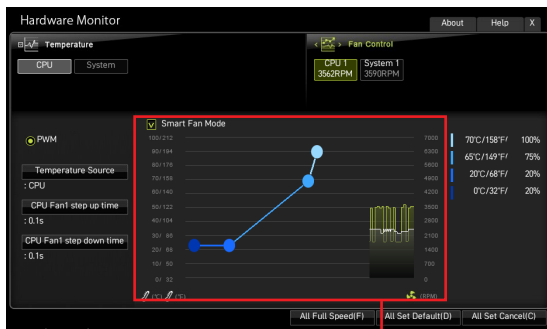 Hardware Monitor
About Help X
Temperature
Fan Control
CPU System
CPU 1 System 1
3562RPM 3590RPM
Smart Fan Mode
PWM
Temperature Source
: CPU
CPU Fan1 step up time
: 0.1s
CPU Fan1 step down time
: 0.1s
100/212 7000
90/194 6300
80/178 5600
70/158 4900
60/140 4200
50/122 3500
40/104 2800
30/ 86 2100
20/ 68 1400
10/ 50 700
0/ 32 0
(°C) (°F) (RPM)
70°C/158°F/ 100%
65°C/149°F/ 75%
20°C/68°F/ 20%
0°C/32°F/ 20%
All Full Speed(F) All Set Default(D) All Set Cancel(C)